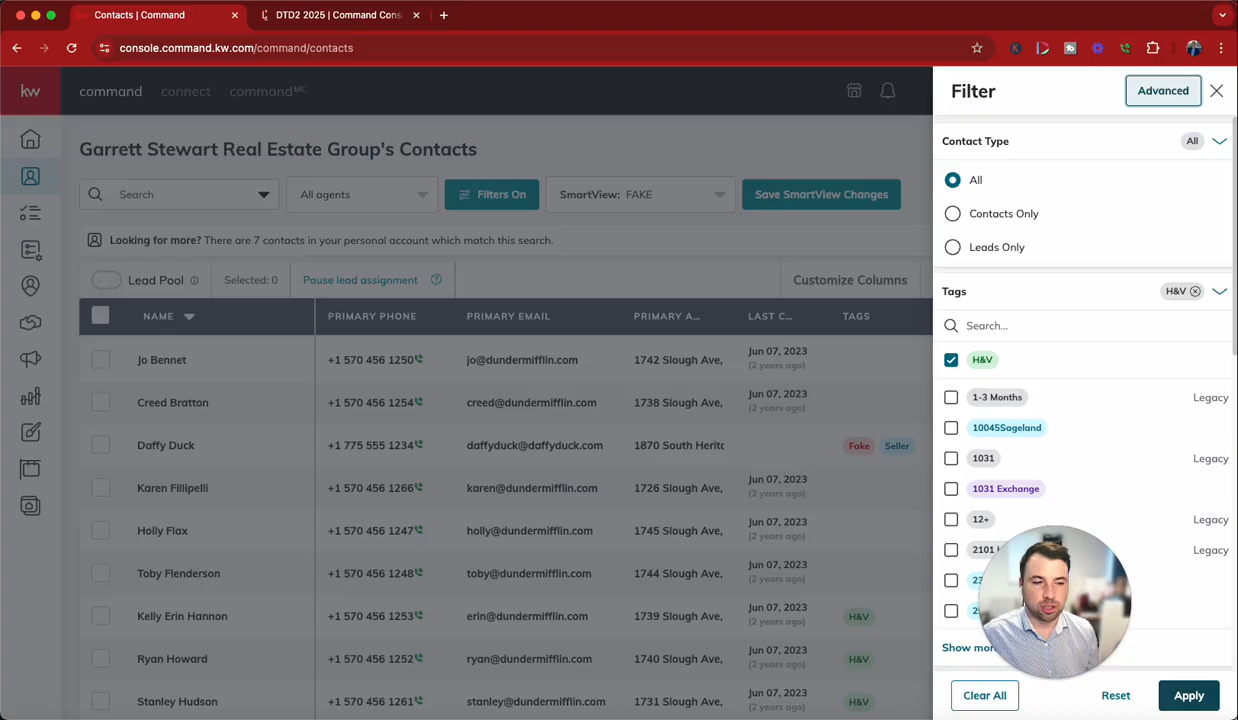 Contacts | Command
DTD2 2025 | Command Cons
console.command.kw.com/command/contacts
kw
command connect command MC
Garrett Stewart Real Estate Group's Contacts
Search
All agents
Filters On
SmartView: FAKE
Save SmartView Changes
Looking for more? There are 7 contacts in your personal account which match this search.
Lead Pool
Selected: 0
Pause lead assignment
Customize Columns
NAME PRIMARY PHONE PRIMARY EMAIL PRIMARY A... LAST C... TAGS
Jo Bennet +1 570 456 1250 jo@dundermifflin.com 1742 Slough Ave, Jun 07, 2023
(2 years ago)
Creed Bratton +1 570 456 1254 creed@dundermifflin.com 1738 Slough Ave, Jun 07, 2023
(2 years ago)
Daffy Duck +1 775 555 1234 daffyduck@daffyduck.com 1870 South Herita Jun 07, 2023 Fake Seller
(2 years ago)
Karen Fillipelli +1 570 456 1266 karen@dundermifflin.com 1726 Slough Ave, Jun 07, 2023
(2 years ago)
Holly Flax +1 570 456 1247 holly@dundermifflin.com 1745 Slough Ave, Jun 07, 2023
(2 years ago)
Toby Flenderson +1 570 456 1248 toby@dundermifflin.com 1744 Slough Ave, Jun 07, 2023
(2 years ago)
Kelly Erin Hannon +1 570 456 1253 erin@dundermifflin.com 1739 Slough Ave, Jun 07, 2023 H&V
(2 years ago)
Ryan Howard +1 570 456 1252 ryan@dundermifflin.com 1740 Slough Ave, Jun 07, 2023 H&V
(2 years ago)
Stanley Hudson +1 570 456 1261 stanley@dundermifflin.com 1731 Slough Ave, Jun 07, 2023 H&V
(2 years ago)
Filter
Advanced
Contact Type All
All
Contacts Only
Leads Only
Tags H&V
Search...
H&V
1-3 Months Legacy
10045Sageland
1031 Legacy
1031 Exchange
12+ Legacy
2101 Legacy
Show more
Clear All
Reset
Apply